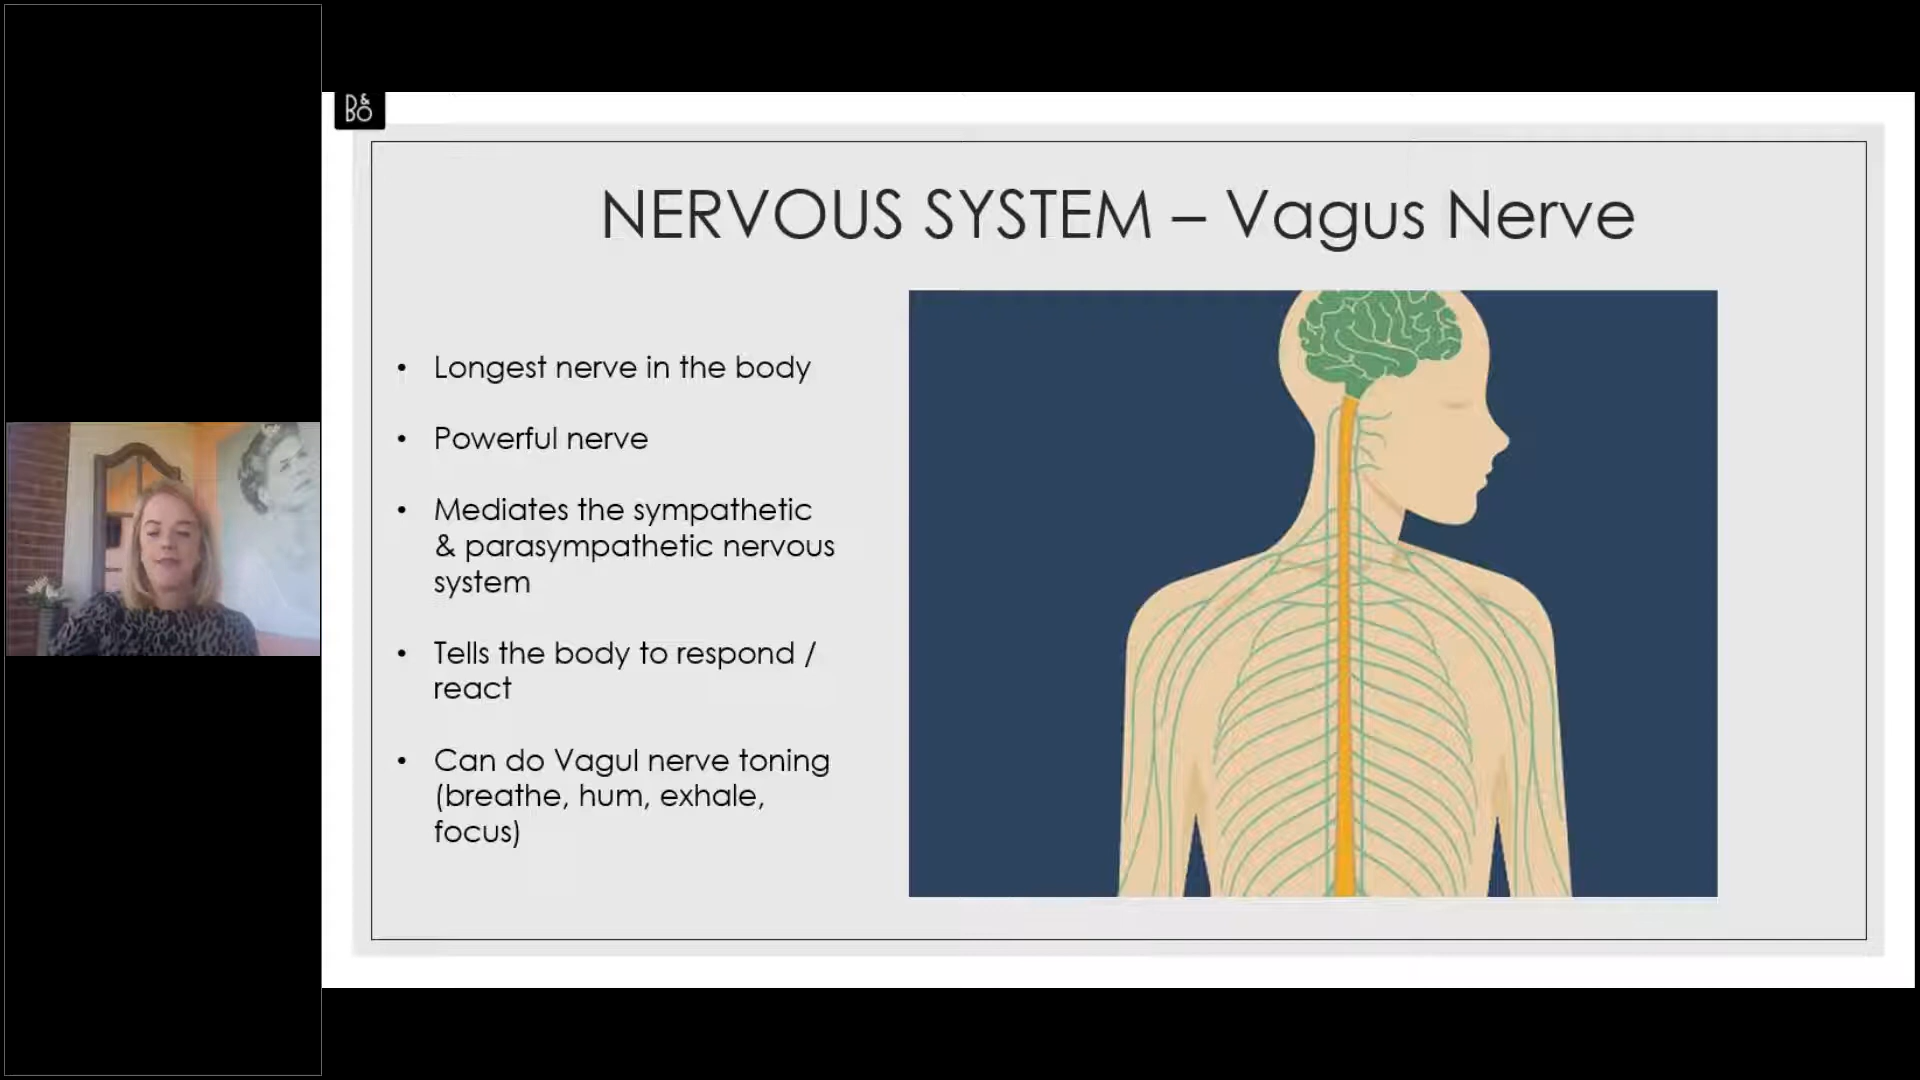 B&O
NERVOUS SYSTEM – Vagus Nerve
• Longest nerve in the body
• Powerful nerve
• Mediates the sympathetic
& parasympathetic nervous
system
• Tells the body to respond /
react
• Can do Vagul nerve toning
(breathe, hum, exhale,
focus)